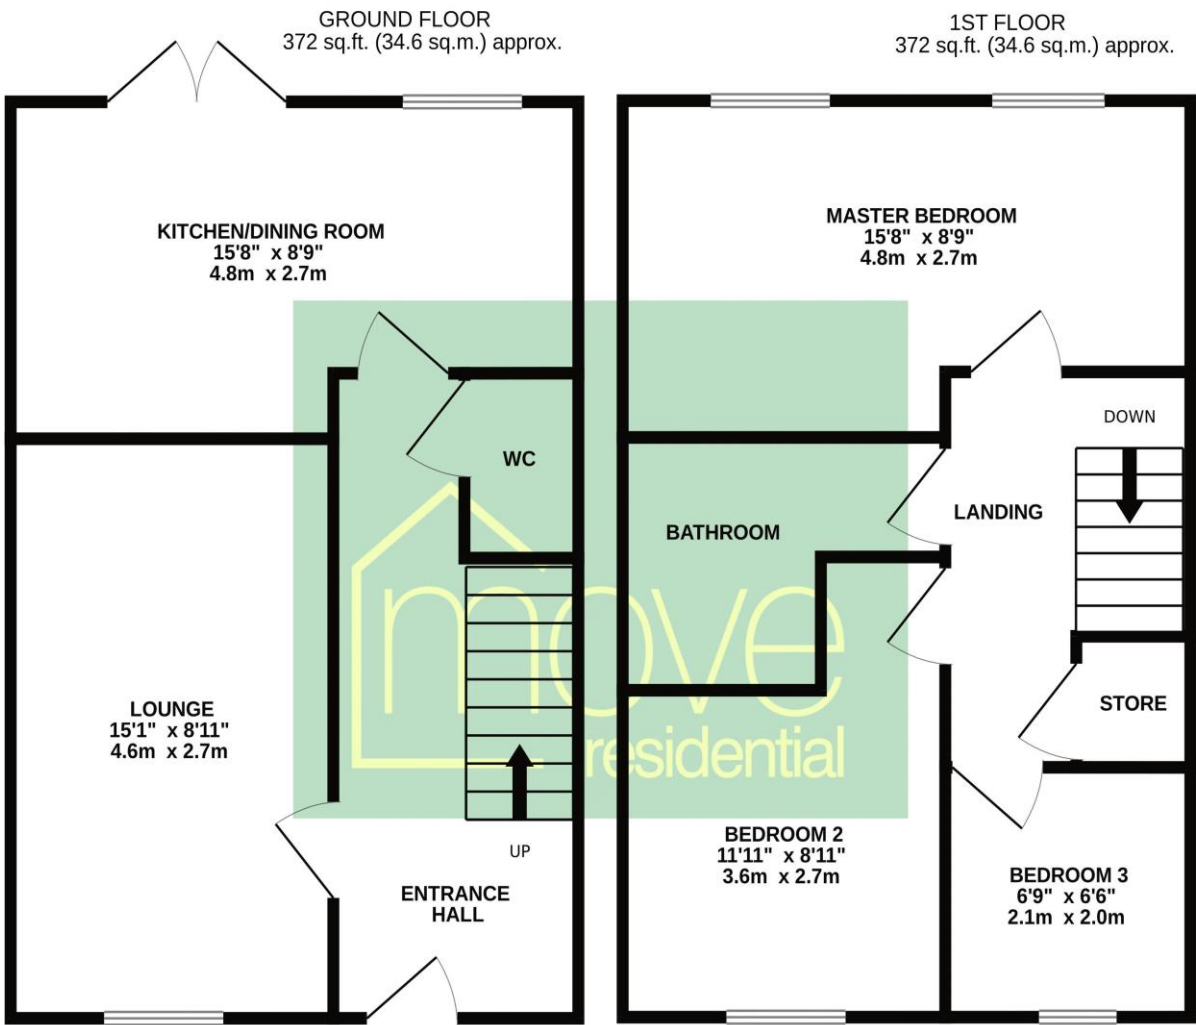 GROUND FLOOR
372 sq.ft. (34.6 sq.m.) approx.
KITCHEN/DINING ROOM
15'8" x 8'9"
4.8m x 2.7m
WC
LOUNGE
15'1" x 8'11"
4.6m x 2.7m
UP
ENTRANCE
HALL
1ST FLOOR
372 sq.ft. (34.6 sq.m.) approx.
MASTER BEDROOM
15'8" x 8'9"
4.8m x 2.7m
DOWN
LANDING
BATHROOM
STORE
BEDROOM 2
11'11" x 8'11"
3.6m x 2.7m
BEDROOM 3
6'9" x 6'6"
2.1m x 2.0m
move
residential